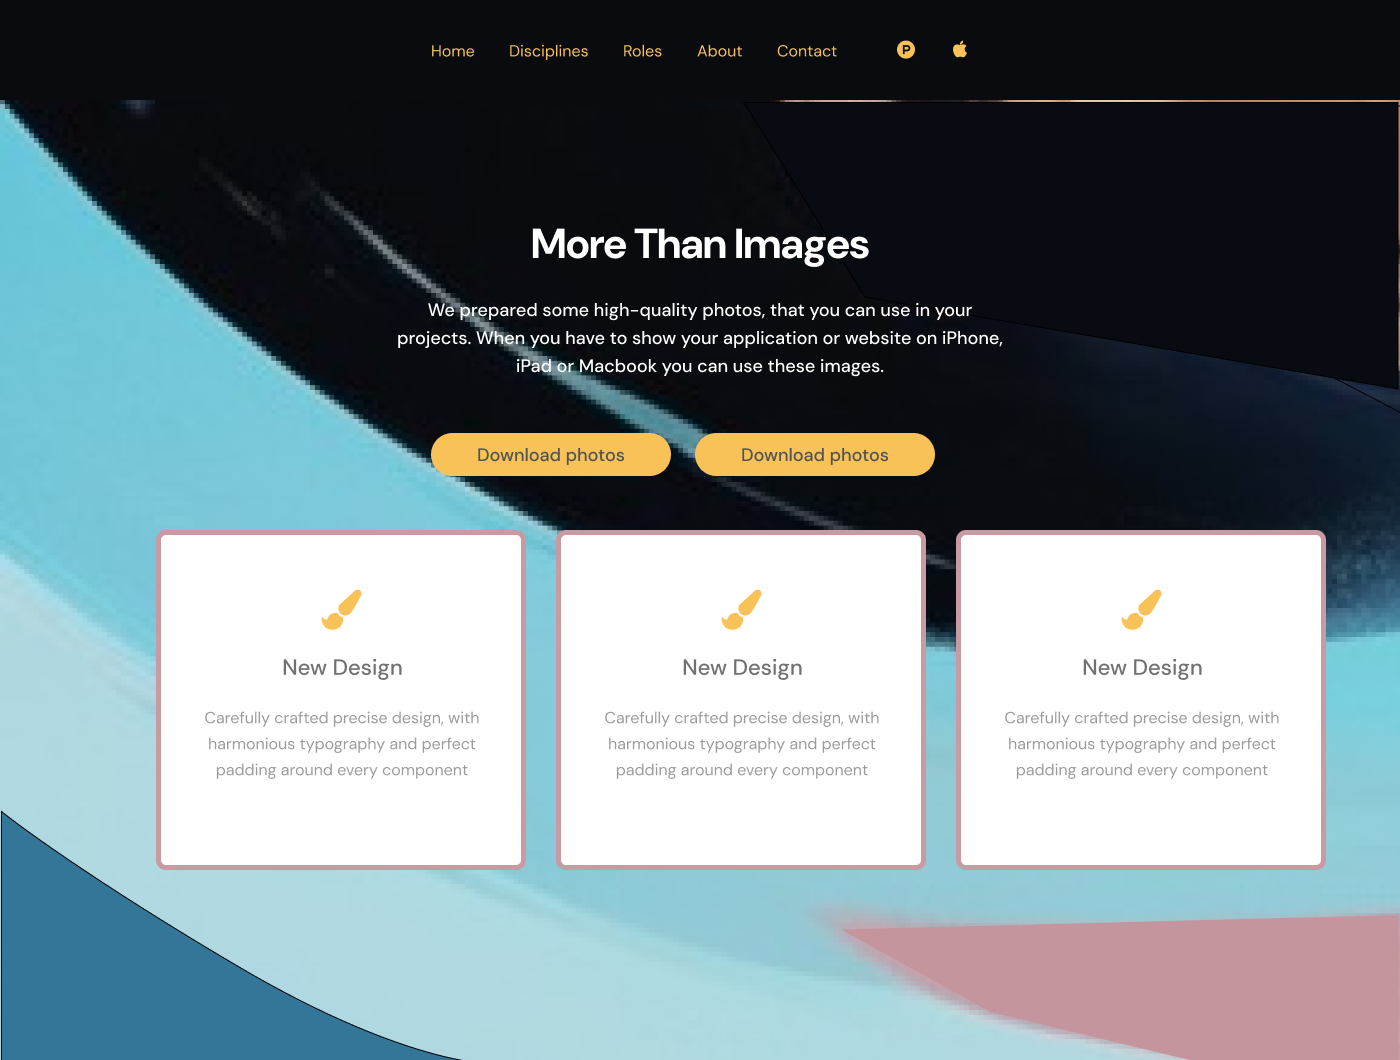 Home Disciplines Roles About Contact
More Than Images
We prepared some high-quality photos, that you can use in your
projects. When you have to show your application or website on iPhone,
iPad or Macbook you can use these images.
Download photos Download photos
New Design
Carefully crafted precise design, with
harmonious typography and perfect
padding around every component
New Design
Carefully crafted precise design, with
harmonious typography and perfect
padding around every component
New Design
Carefully crafted precise design, with
harmonious typography and perfect
padding around every component